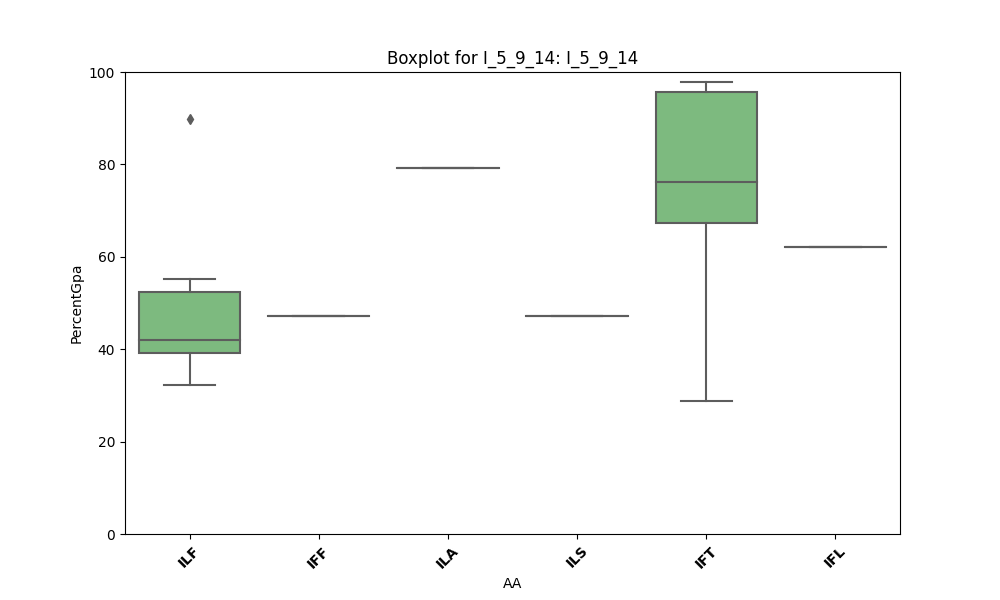 Boxplot for I_5_9_14: I_5_9_14
100
80
60
40
20
0
PercentGpa
ILF
IFF
ILA
ILS
IFT
IFL
AA